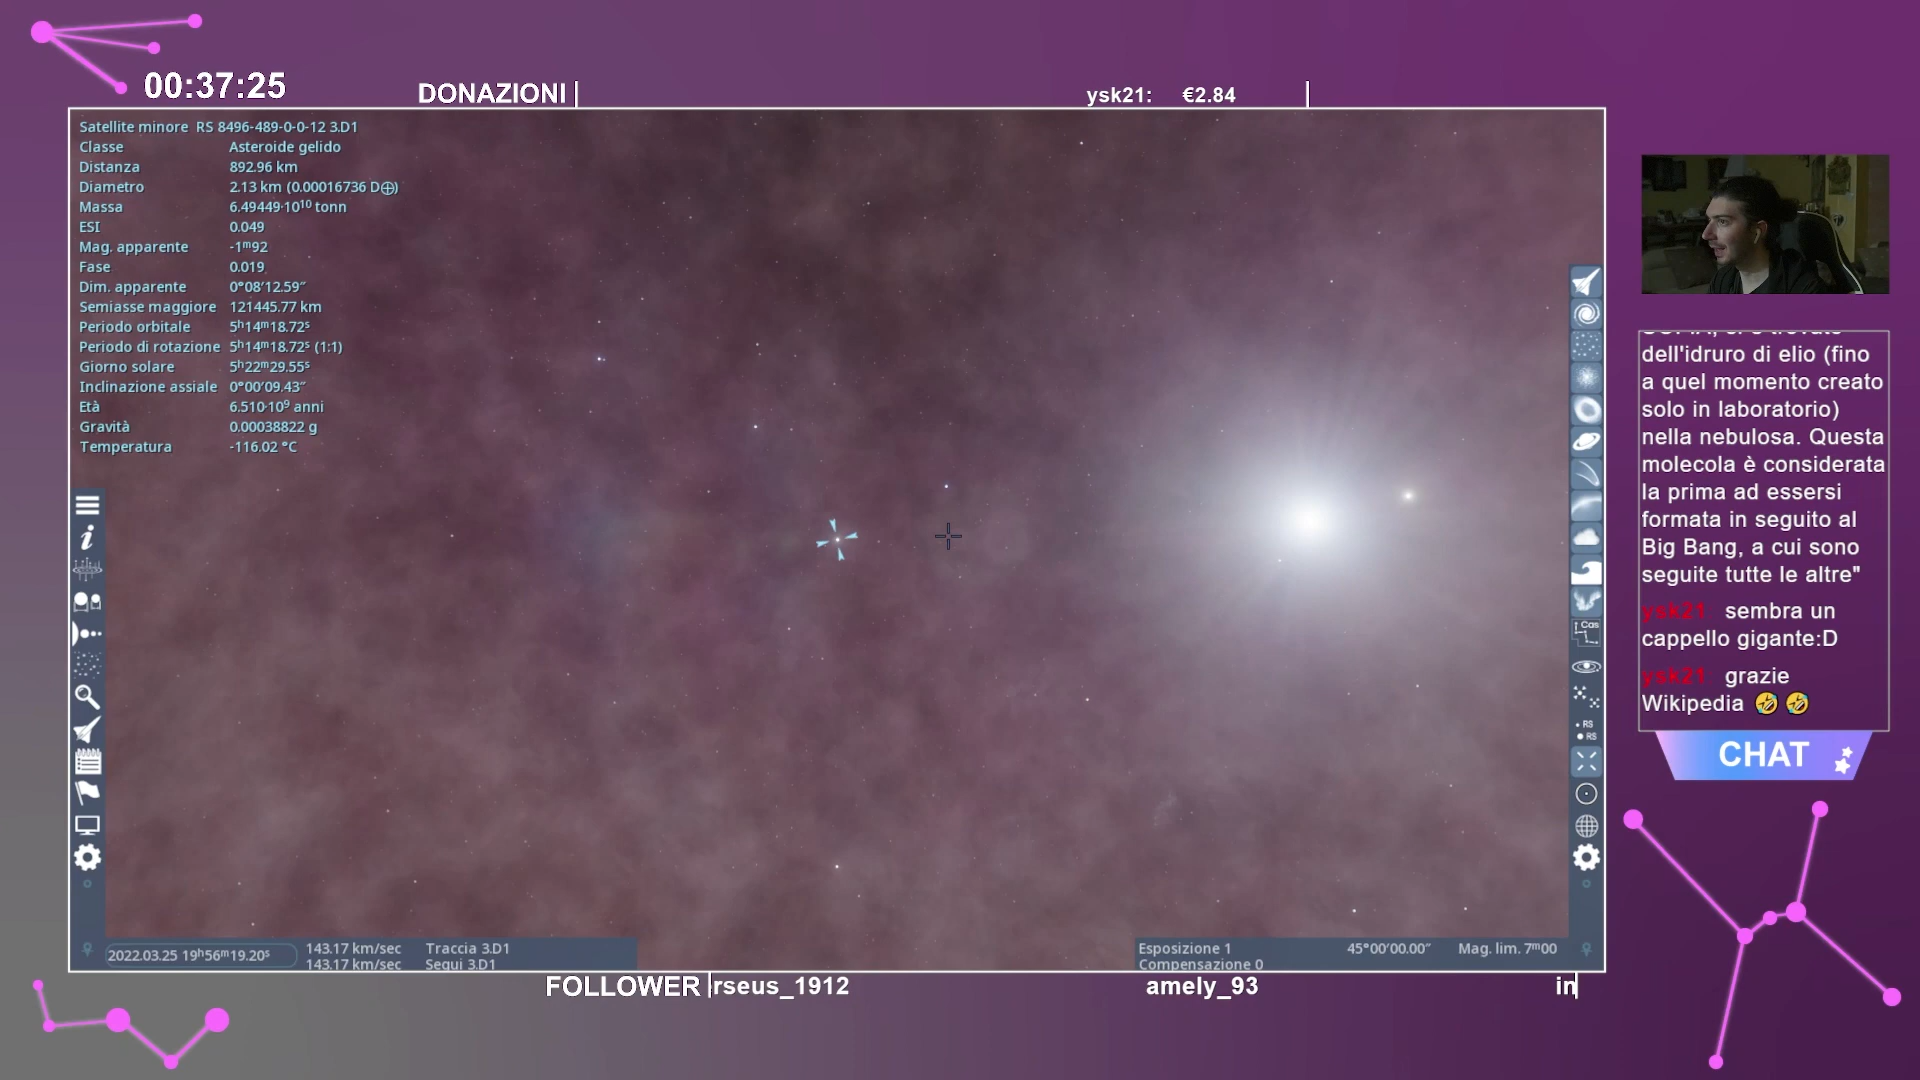 00:37:25
DONAZIONI
ysk21: €2.84
Satellite minore RS 8496-489-0-0-12 3.D1
Classe Asteroide gelido
Distanza 892.96 km
Diametro 2.13 km (0.00016736 D⊕)
Massa 6.49449·10¹⁰ tonn
ESI 0.049
Mag. apparente -1ᵐ92
Fase 0.019
Dim. apparente 0°08′12.59″
Semiasse maggiore 121445.77 km
Periodo orbitale 5ʰ14ᵐ18.72ˢ
Periodo di rotazione 5ʰ14ᵐ18.72ˢ (1:1)
Giorno solare 5ʰ22ᵐ29.55ˢ
Inclinazione assiale 0°00′09.43″
Età 6.510·10⁹ anni
Gravità 0.00038822 g
Temperatura -116.02 °C
Cas
RS
RS
2022.03.25 19ʰ56ᵐ19.20ˢ
143.17 km/sec Traccia 3.D1
143.17 km/sec Segui 3.D1
Esposizione 1 45°00′00.00″ Mag. lim. 7ᵐ00
Compensazione 0
dell'idruro di elio (fino
a quel momento creato
solo in laboratorio)
nella nebulosa. Questa
molecola è considerata
la prima ad essersi
formata in seguito al
Big Bang, a cui sono
seguite tutte le altre"
ysk21: sembra un
cappello gigante:D
ysk21: grazie
Wikipedia 🤣 🤣
CHAT
FOLLOWER rseus_1912 amely_93 in